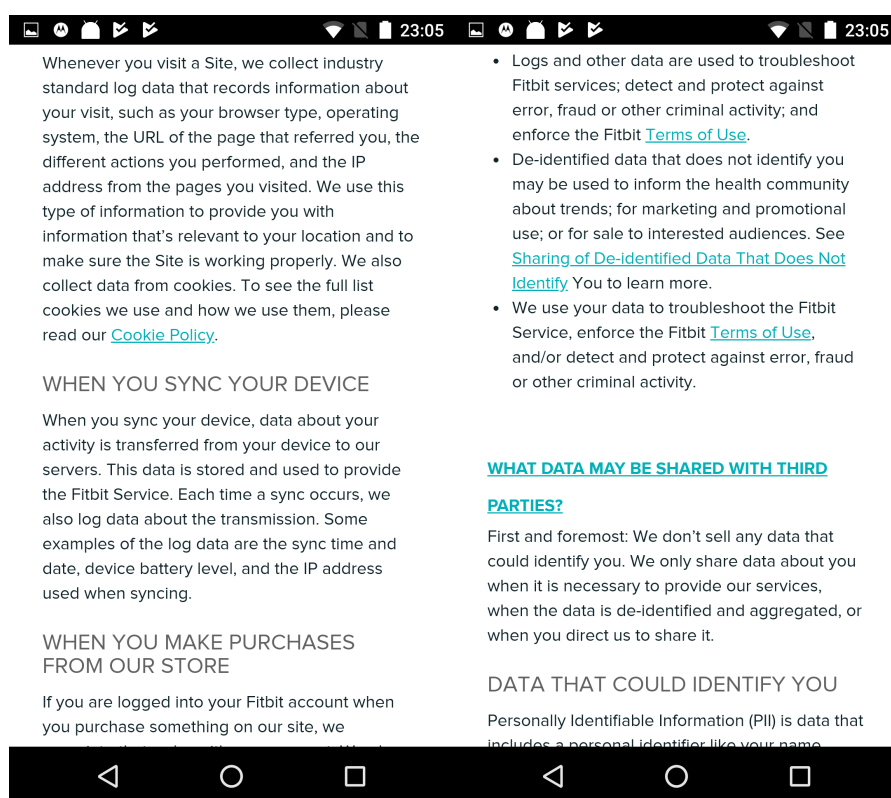 23:05
Whenever you visit a Site, we collect industry
standard log data that records information about
your visit, such as your browser type, operating
system, the URL of the page that referred you, the
different actions you performed, and the IP
address from the pages you visited. We use this
type of information to provide you with
information that's relevant to your location and to
make sure the Site is working properly. We also
collect data from cookies. To see the full list
cookies we use and how we use them, please
read our Cookie Policy.
WHEN YOU SYNC YOUR DEVICE
When you sync your device, data about your
activity is transferred from your device to our
servers. This data is stored and used to provide
the Fitbit Service. Each time a sync occurs, we
also log data about the transmission. Some
examples of the log data are the sync time and
date, device battery level, and the IP address
used when syncing.
WHEN YOU MAKE PURCHASES
FROM OUR STORE
If you are logged into your Fitbit account when
you purchase something on our site, we
23:05
• Logs and other data are used to troubleshoot
Fitbit services; detect and protect against
error, fraud or other criminal activity; and
enforce the Fitbit Terms of Use.
• De-identified data that does not identify you
may be used to inform the health community
about trends; for marketing and promotional
use; or for sale to interested audiences. See
Sharing of De-identified Data That Does Not
Identify You to learn more.
• We use your data to troubleshoot the Fitbit
Service, enforce the Fitbit Terms of Use,
and/or detect and protect against error, fraud
or other criminal activity.
WHAT DATA MAY BE SHARED WITH THIRD
PARTIES?
First and foremost: We don't sell any data that
could identify you. We only share data about you
when it is necessary to provide our services,
when the data is de-identified and aggregated, or
when you direct us to share it.
DATA THAT COULD IDENTIFY YOU
Personally Identifiable Information (PII) is data that
includes a personal identifier like your name